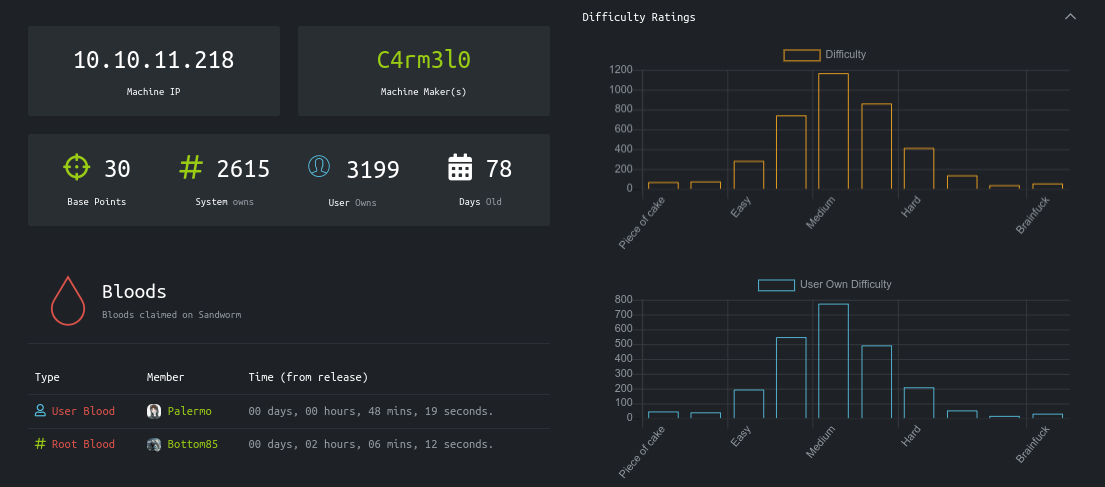 10.10.11.218
Machine IP
C4rm3l0
Machine Maker(s)
30
Base Points
2615
System owns
3199
User Owns
78
Days Old
Bloods
Bloods claimed on Sandworm
Type Member Time (from release)
User Blood Palermo 00 days, 00 hours, 48 mins, 19 seconds.
# Root Blood Bottom85 00 days, 02 hours, 06 mins, 12 seconds.
Difficulty Ratings
Difficulty
1200
1000
800
600
400
200
0
Piece of cake
Easy
Medium
Hard
Brainfuck
User Own Difficulty
800
700
600
500
400
300
200
100
0
Piece of cake
Easy
Medium
Hard
Brainfuck